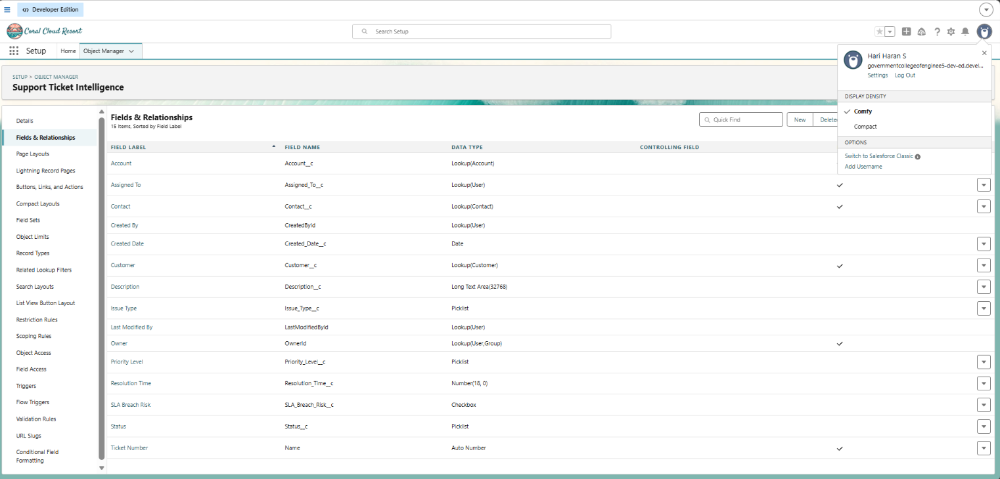 Developer Edition
Coral Cloud Resort
Search Setup
Setup Home Object Manager
Hari Haran S
governmentcollegeofenginee5-dev-ed.devel...
Settings Log Out
DISPLAY DENSITY
Comfy
Compact
OPTIONS
Switch to Salesforce Classic
Add Username
SETUP > OBJECT MANAGER
Support Ticket Intelligence
Details
Fields & Relationships
Page Layouts
Lightning Record Pages
Buttons, Links, and Actions
Compact Layouts
Field Sets
Object Limits
Record Types
Related Lookup Filters
Search Layouts
List View Button Layout
Restriction Rules
Scoping Rules
Object Access
Field Access
Triggers
Flow Triggers
Validation Rules
URL Slugs
Conditional Field
Formatting
Fields & Relationships
15 Items, Sorted by Field Label
Quick Find New
FIELD LABEL FIELD NAME DATA TYPE CONTROLLING FIELD
Account Account__c Lookup(Account)
Assigned To Assigned_To__c Lookup(User)
Contact Contact__c Lookup(Contact)
Created By CreatedById Lookup(User)
Created Date Created_Date__c Date
Customer Customer__c Lookup(Customer)
Description Description__c Long Text Area(32768)
Issue Type Issue_Type__c Picklist
Last Modified By LastModifiedById Lookup(User)
Owner OwnerId Lookup(User,Group)
Priority Level Priority_Level__c Picklist
Resolution Time Resolution_Time__c Number(18, 0)
SLA Breach Risk SLA_Breach_Risk__c Checkbox
Status Status__c Picklist
Ticket Number Name Auto Number